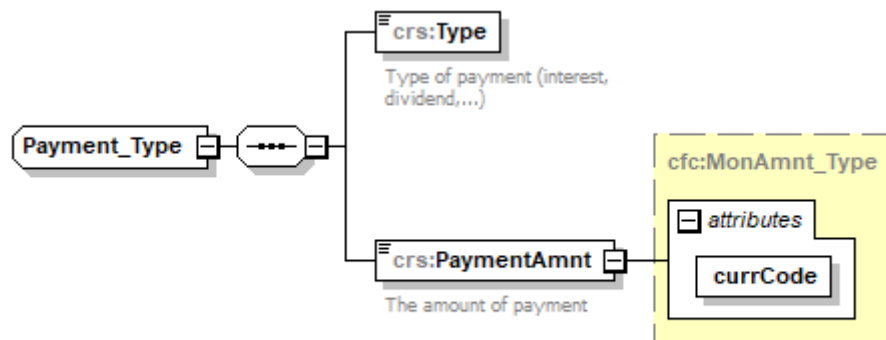 crs:Type
Type of payment (interest,
dividend,...)
Payment_Type
cfc:MonAmnt_Type
attributes
crs:PaymentAmnt
currCode
The amount of payment